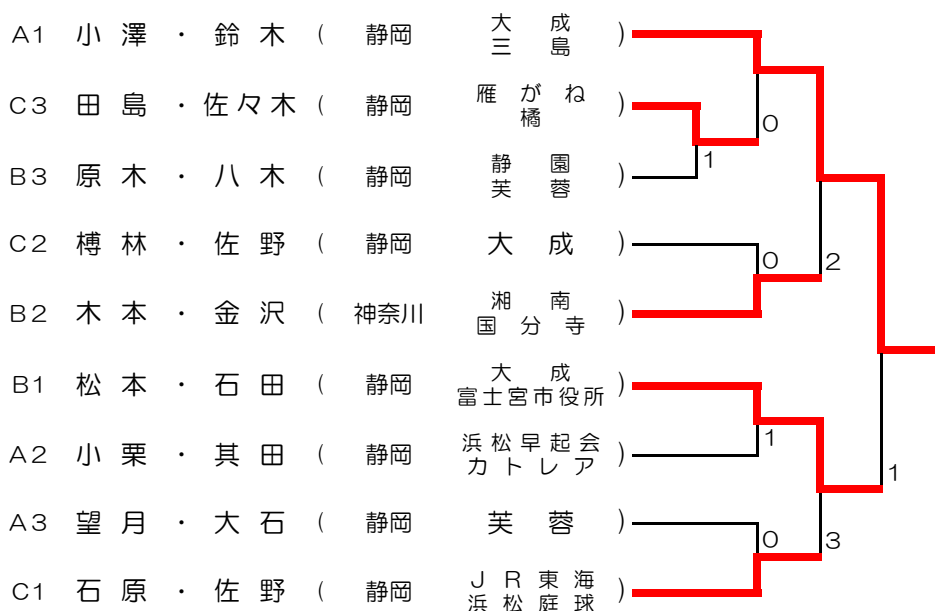 A1 小澤・鈴木 ( 静岡 大成 三島 )
C3 田島・佐々木 ( 静岡 雁がね 橘 )
0
1
B3 原木・八木 ( 静岡 静園 芙蓉 )
C2 榑林・佐野 ( 静岡 大成 )
0
2
B2 木本・金沢 ( 神奈川 湘南 国分寺 )
B1 松本・石田 ( 静岡 大成 富士宮市役所 )
1
A2 小栗・其田 ( 静岡 浜松早起会 カトレア )
1
A3 望月・大石 ( 静岡 芙蓉 )
0
3
C1 石原・佐野 ( 静岡 JR東海 浜松庭球 )